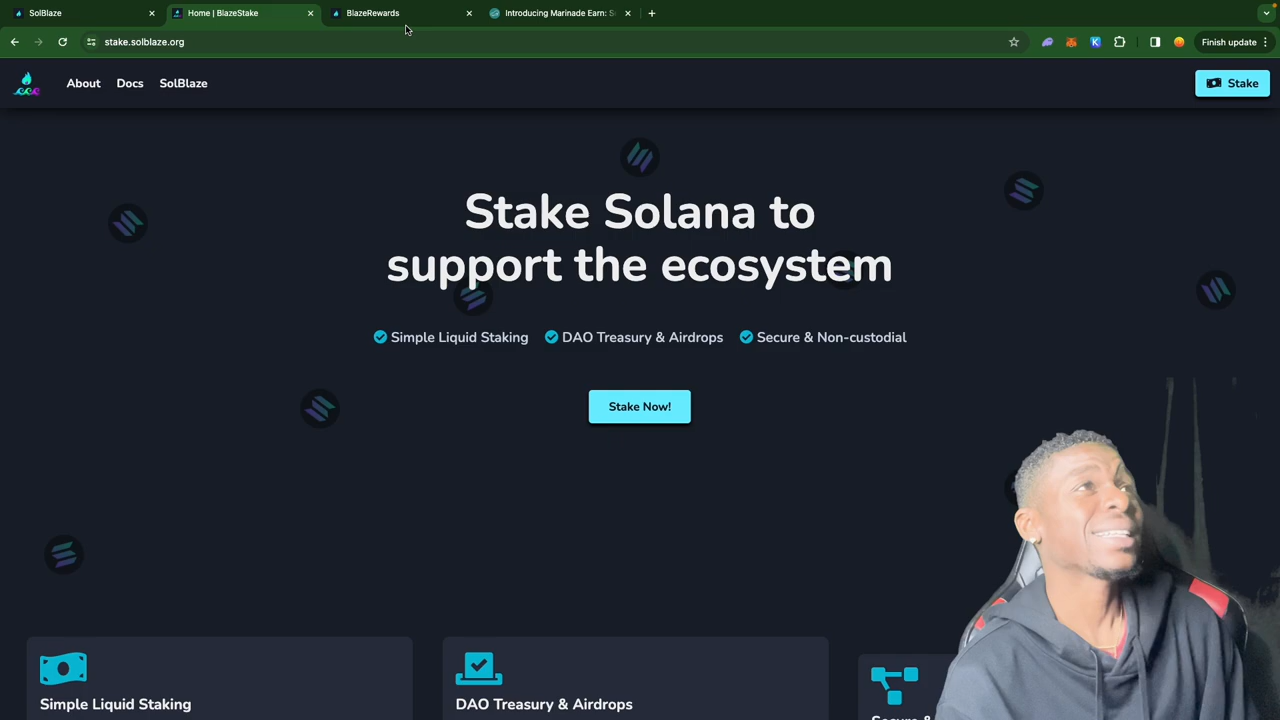 SolBlaze
Home | BlazeStake
BlazeRewards
Introducing Marinade Earn: S
stake.solblaze.org
Finish update
About
Docs
SolBlaze
Stake
Stake Solana to
support the ecosystem
Simple Liquid Staking
DAO Treasury & Airdrops
Secure & Non-custodial
Stake Now!
Simple Liquid Staking
DAO Treasury & Airdrops
Secure &